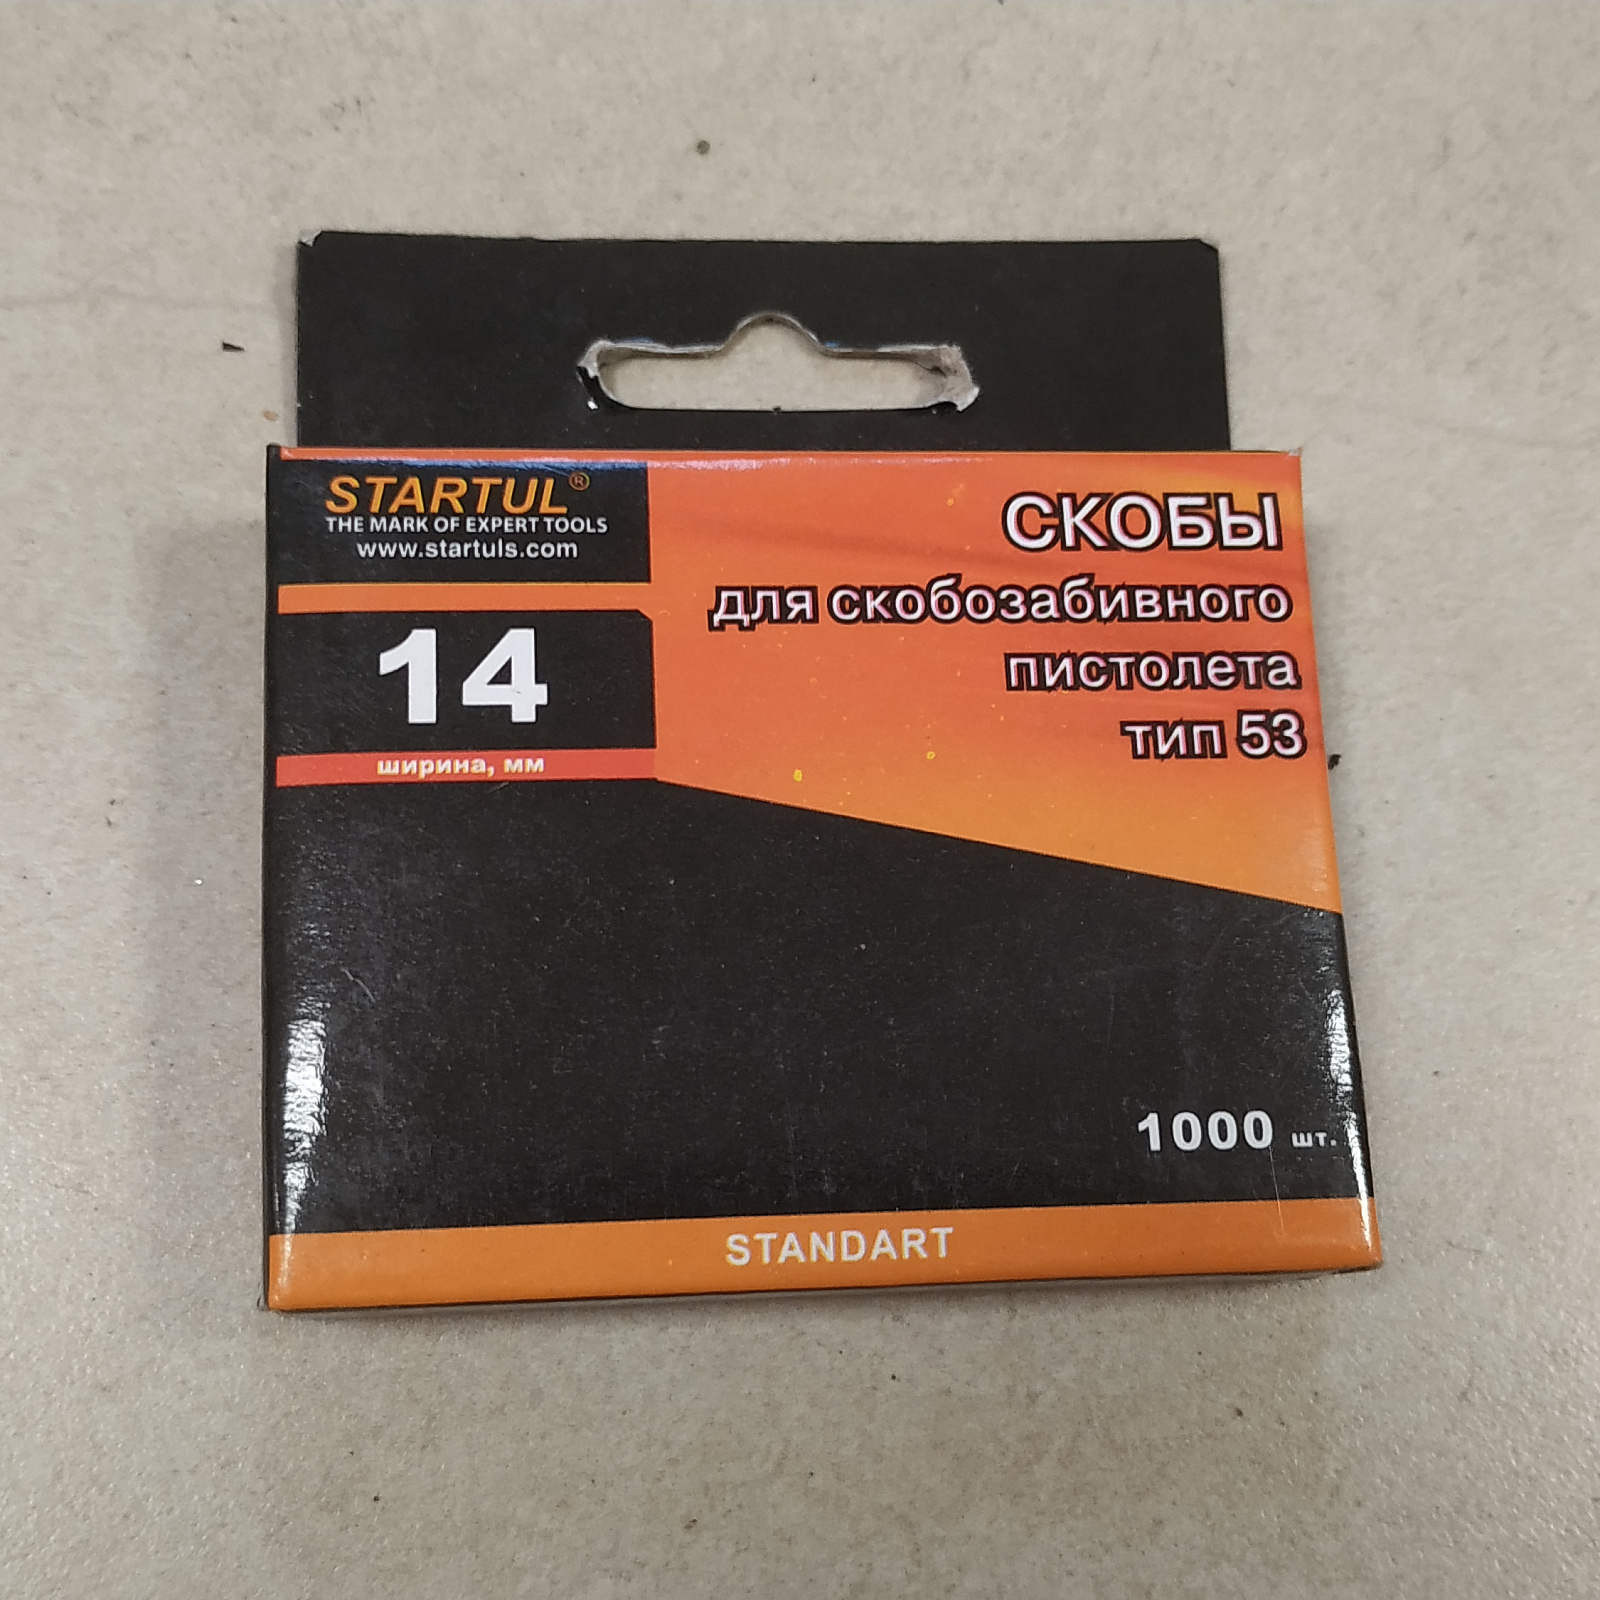 STARTUL®
THE MARK OF EXPERT TOOLS
www.startuls.com
14
ширина, мм
СКОБЫ
для скобозабивного
пистолета
тип 53
1000 шт.
STANDART